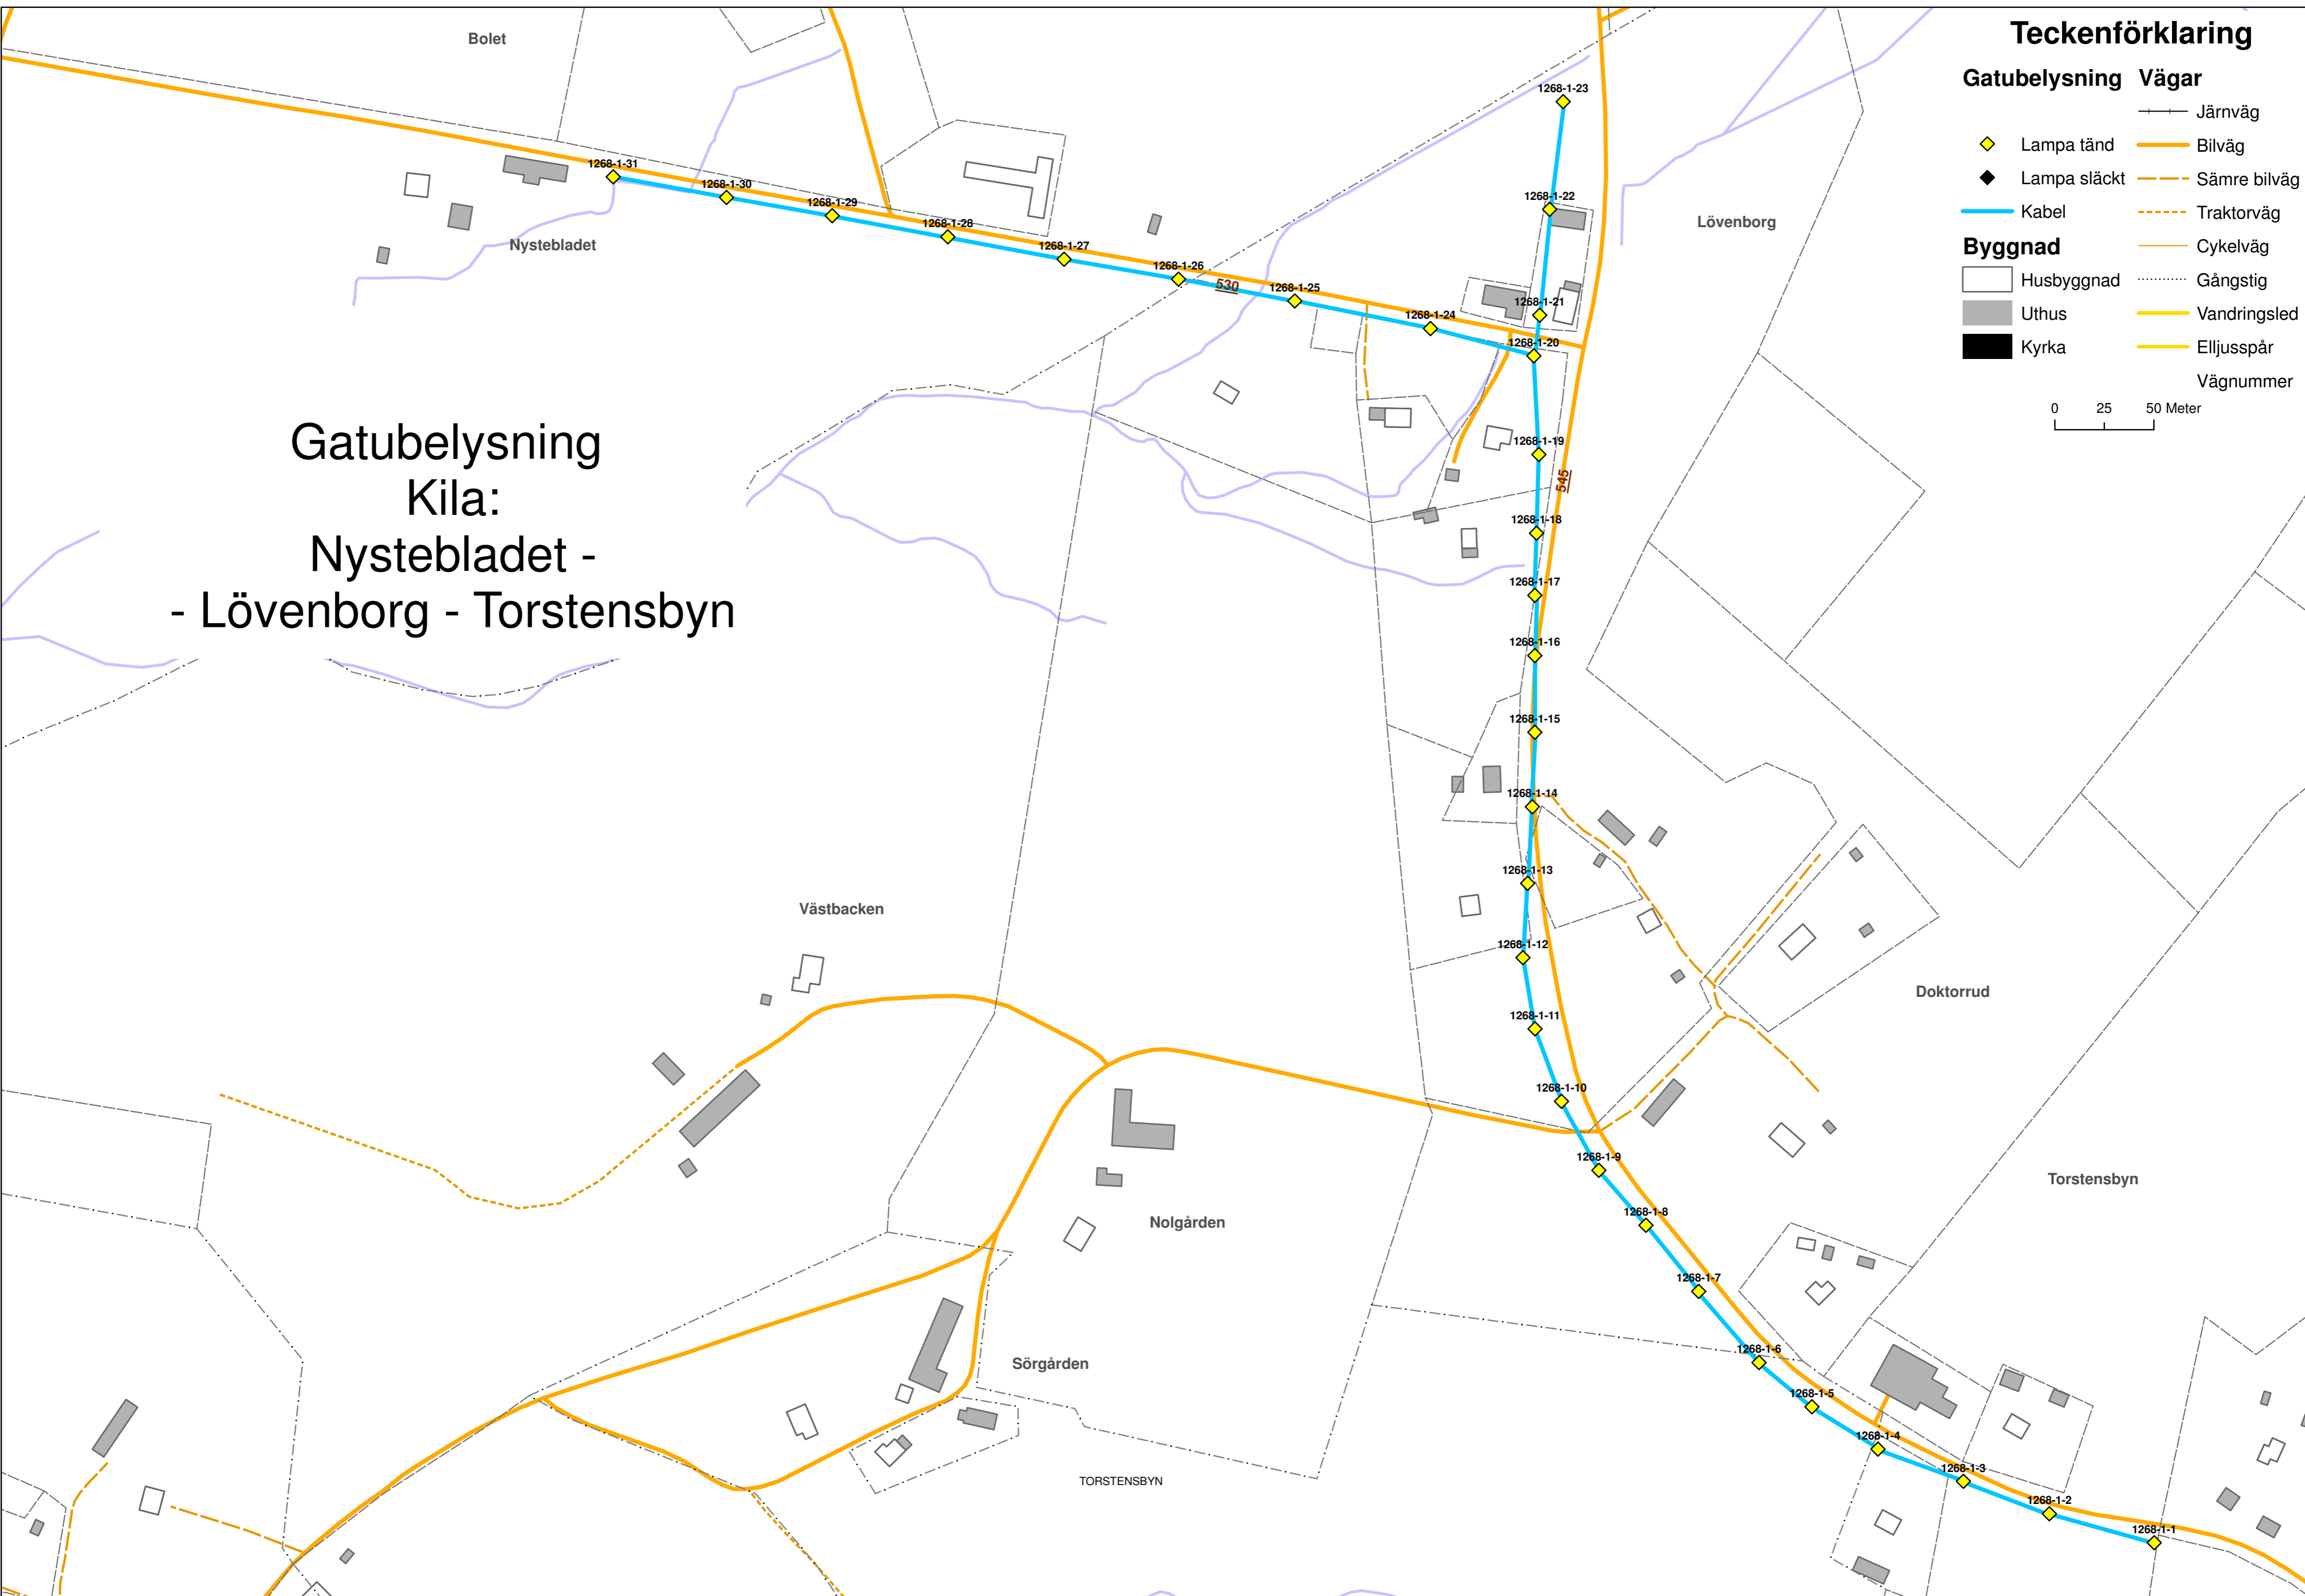 Teckenförklaring
Gatubelysning Vägar
Järnväg
Lampa tänd Bilväg
Lampa släckt Sämre bilväg
Kabel Traktorväg
Byggnad Cykelväg
Husbyggnad Gångstig
Uthus Vandringsled
Kyrka Elljusspår
Vägnummer
0 25 50 Meter
Bolet
1268-1-23
1268-1-31
1268-1-30
1268-1-22
1268-1-29
1268-1-28
Lövenborg
Nystebladet
1268-1-27
1268-1-26
530
1268-1-25
1268-1-21
1268-1-24
1268-1-20
Gatubelysning
Kila:
Nystebladet -
- Lövenborg - Torstensbyn
1268-1-19
545
1268-1-18
1268-1-17
1268-1-16
1268-1-15
1268-1-14
1268-1-13
Västbacken
1268-1-12
Doktorrud
1268-1-11
1268-1-10
1268-1-9
Torstensbyn
1268-1-8
Nolgården
1268-1-7
1268-1-6
Sörgården
1268-1-5
1268-1-4
1268-1-3
TORSTENSBYN
1268-1-2
1268-1-1